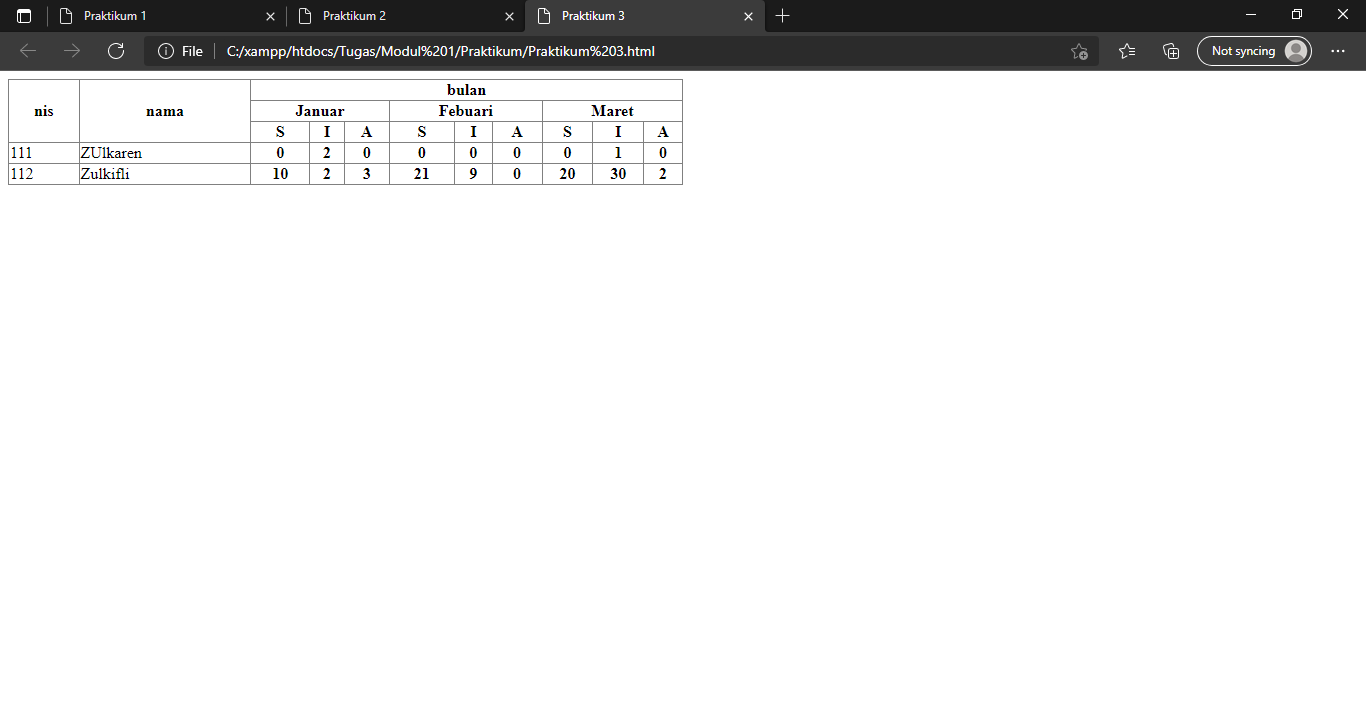 Praktikum 1 Praktikum 2 Praktikum 3
File C:/xampp/htdocs/Tugas/Modul%201/Praktikum/Praktikum%203.html Not syncing
nis nama bulan
Januar Febuari Maret
S I A S I A S I A
111 ZUlkaren 0 2 0 0 0 0 0 1 0
112 Zulkifli 10 2 3 21 9 0 20 30 2